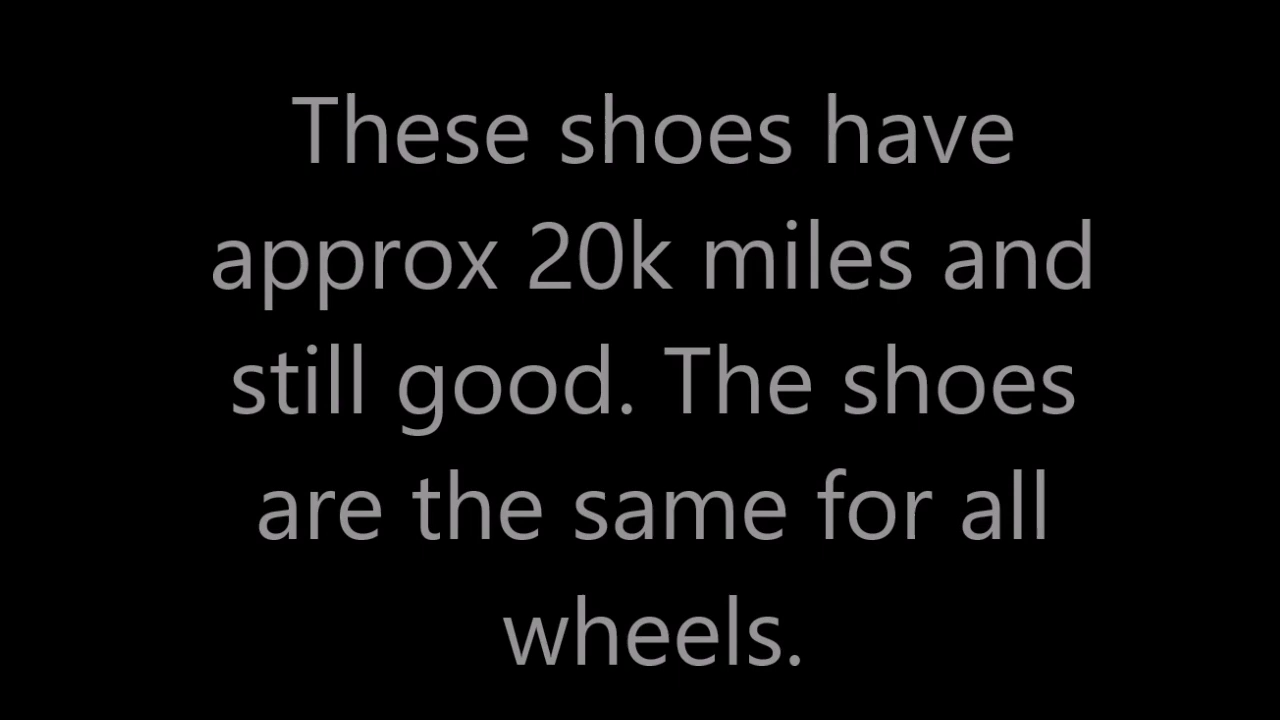 These shoes have
approx 20k miles and
still good. The shoes
are the same for all
wheels.